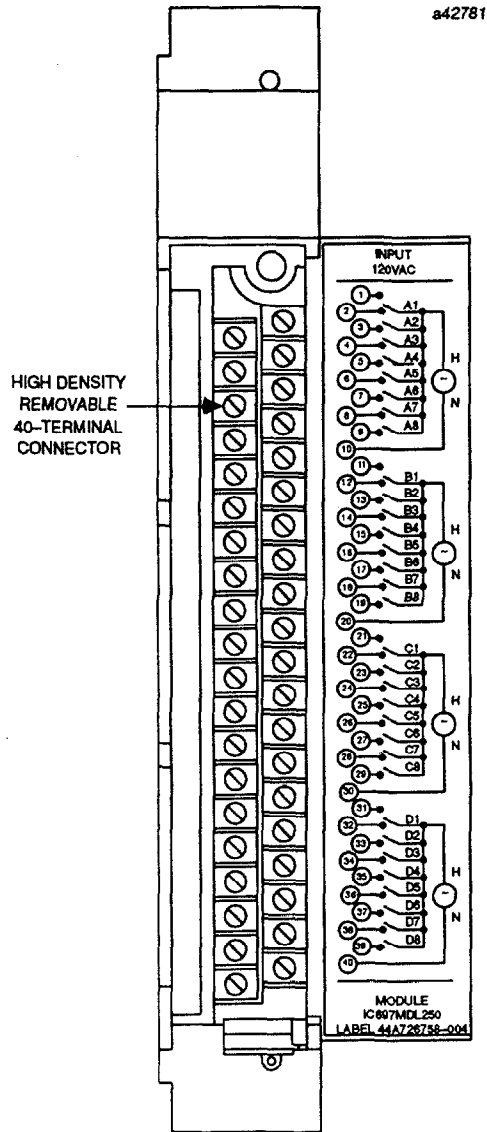 a42781
HIGH DENSITY
REMOVABLE
40–TERMINAL
CONNECTOR
INPUT
120VAC
1
2 A1
3 A2
4 A3
5 A4
6 A5
7 A6
8 A7
9 A8
10
H
N
11
12 B1
13 B2
14 B3
15 B4
16 B5
17 B6
18 B7
19 B8
20
H
N
21
22 C1
23 C2
24 C3
25 C4
26 C5
27 C6
28 C7
29 C8
30
H
N
31
32 D1
33 D2
34 D3
35 D4
36 D5
37 D6
38 D7
39 D8
40
H
N
MODULE
IC697MDL250
LABEL 44A726758–004